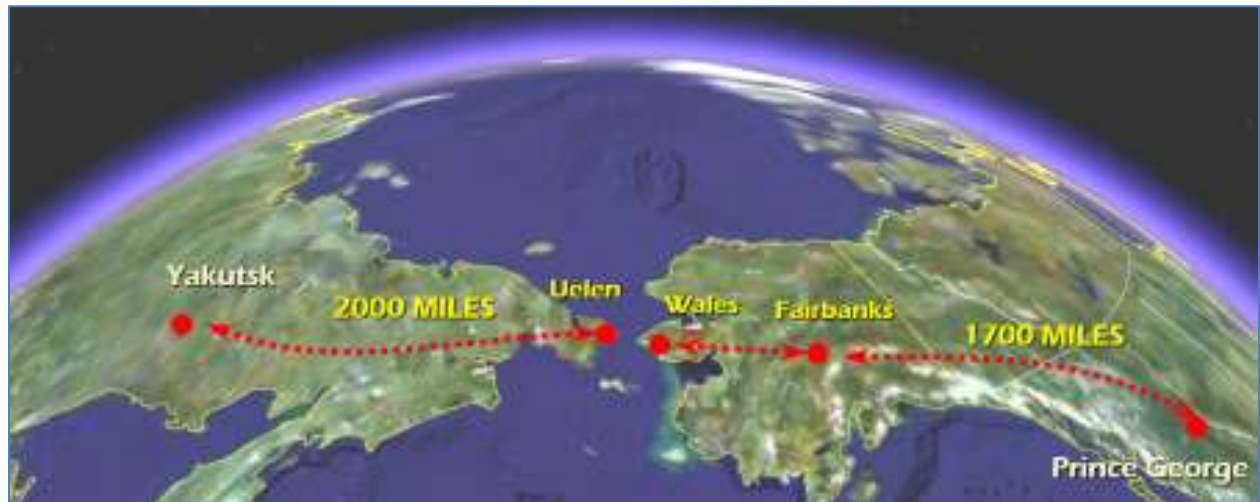 Yakutsk
2000 MILES
Uelen
Wales
Fairbanks
1700 MILES
Prince George